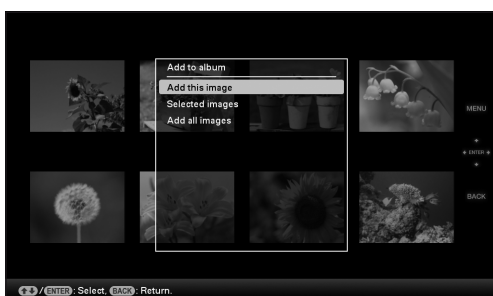 Add to album
Add this image
Selected images
Add all images
MENU
ENTER
BACK
/ENTER: Select, BACK: Return.